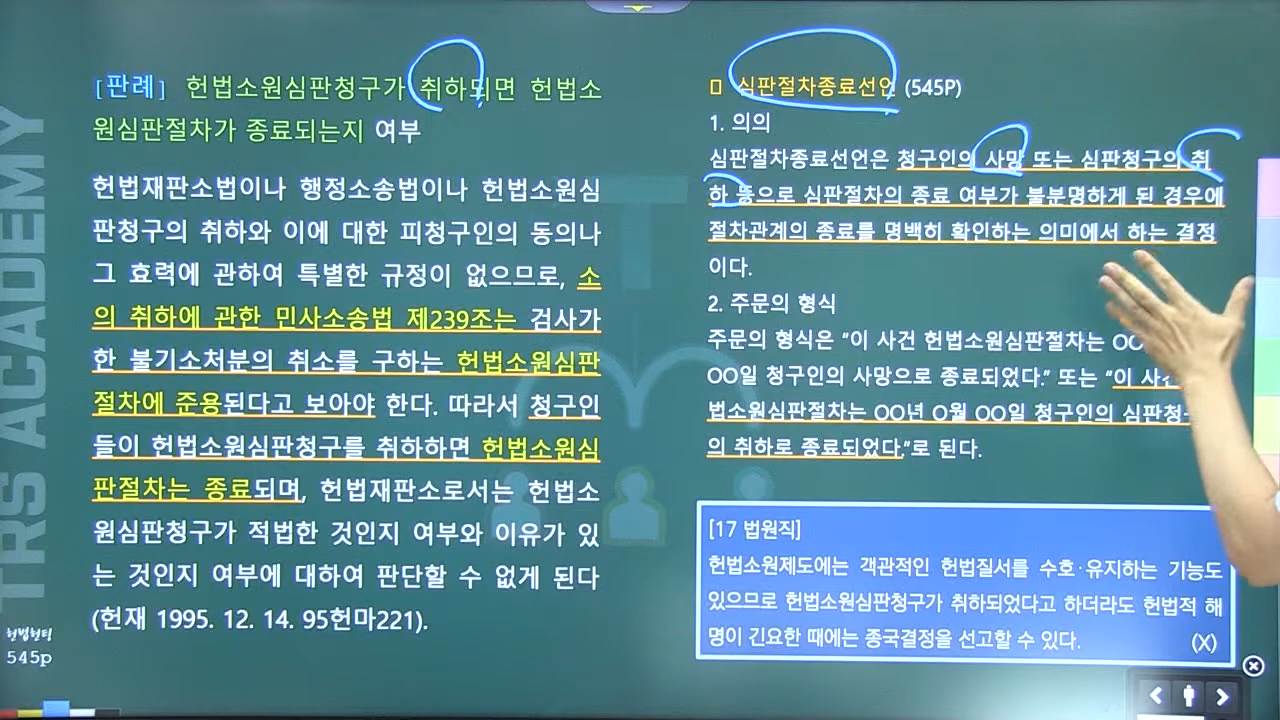 [판례] 헌법소원심판청구가 취하되면 헌법소
원심판절차가 종료되는지 여부
헌법재판소법이나 행정소송법이나 헌법소원심
판청구의 취하와 이에 대한 피청구인의 동의나
그 효력에 관하여 특별한 규정이 없으므로, 소
의 취하에 관한 민사소송법 제239조는 검사가
한 불기소처분의 취소를 구하는 헌법소원심판
절차에 준용된다고 보아야 한다. 따라서 청구인
들이 헌법소원심판청구를 취하하면 헌법소원심
판절차는 종료되며, 헌법재판소로서는 헌법소
원심판청구가 적법한 것인지 여부와 이유가 있
는 것인지 여부에 대하여 판단할 수 없게 된다
(헌재 1995. 12. 14. 95헌마221).
심판절차종료선언 (545P)
1. 의의
심판절차종료선언은 청구인의 사망 또는 심판청구의 취
하 등으로 심판절차의 종료 여부가 불분명하게 된 경우에
절차관계의 종료를 명백히 확인하는 의미에서 하는 결정
이다.
2. 주문의 형식
주문의 형식은 “이 사건 헌법소원심판절차는 OO
OO일 청구인의 사망으로 종료되었다.” 또는 “이 사건
법소원심판절차는 OO년 O월 OO일 청구인의 심판청
의 취하로 종료되었다.”로 된다.
[17 법원직]
헌법소원제도에는 객관적인 헌법질서를 수호·유지하는 기능도
있으므로 헌법소원심판청구가 취하되었다고 하더라도 헌법적 해
명이 긴요한 때에는 종국결정을 선고할 수 있다. (X)
TRS ACADEMY
헌법헌팅
545p